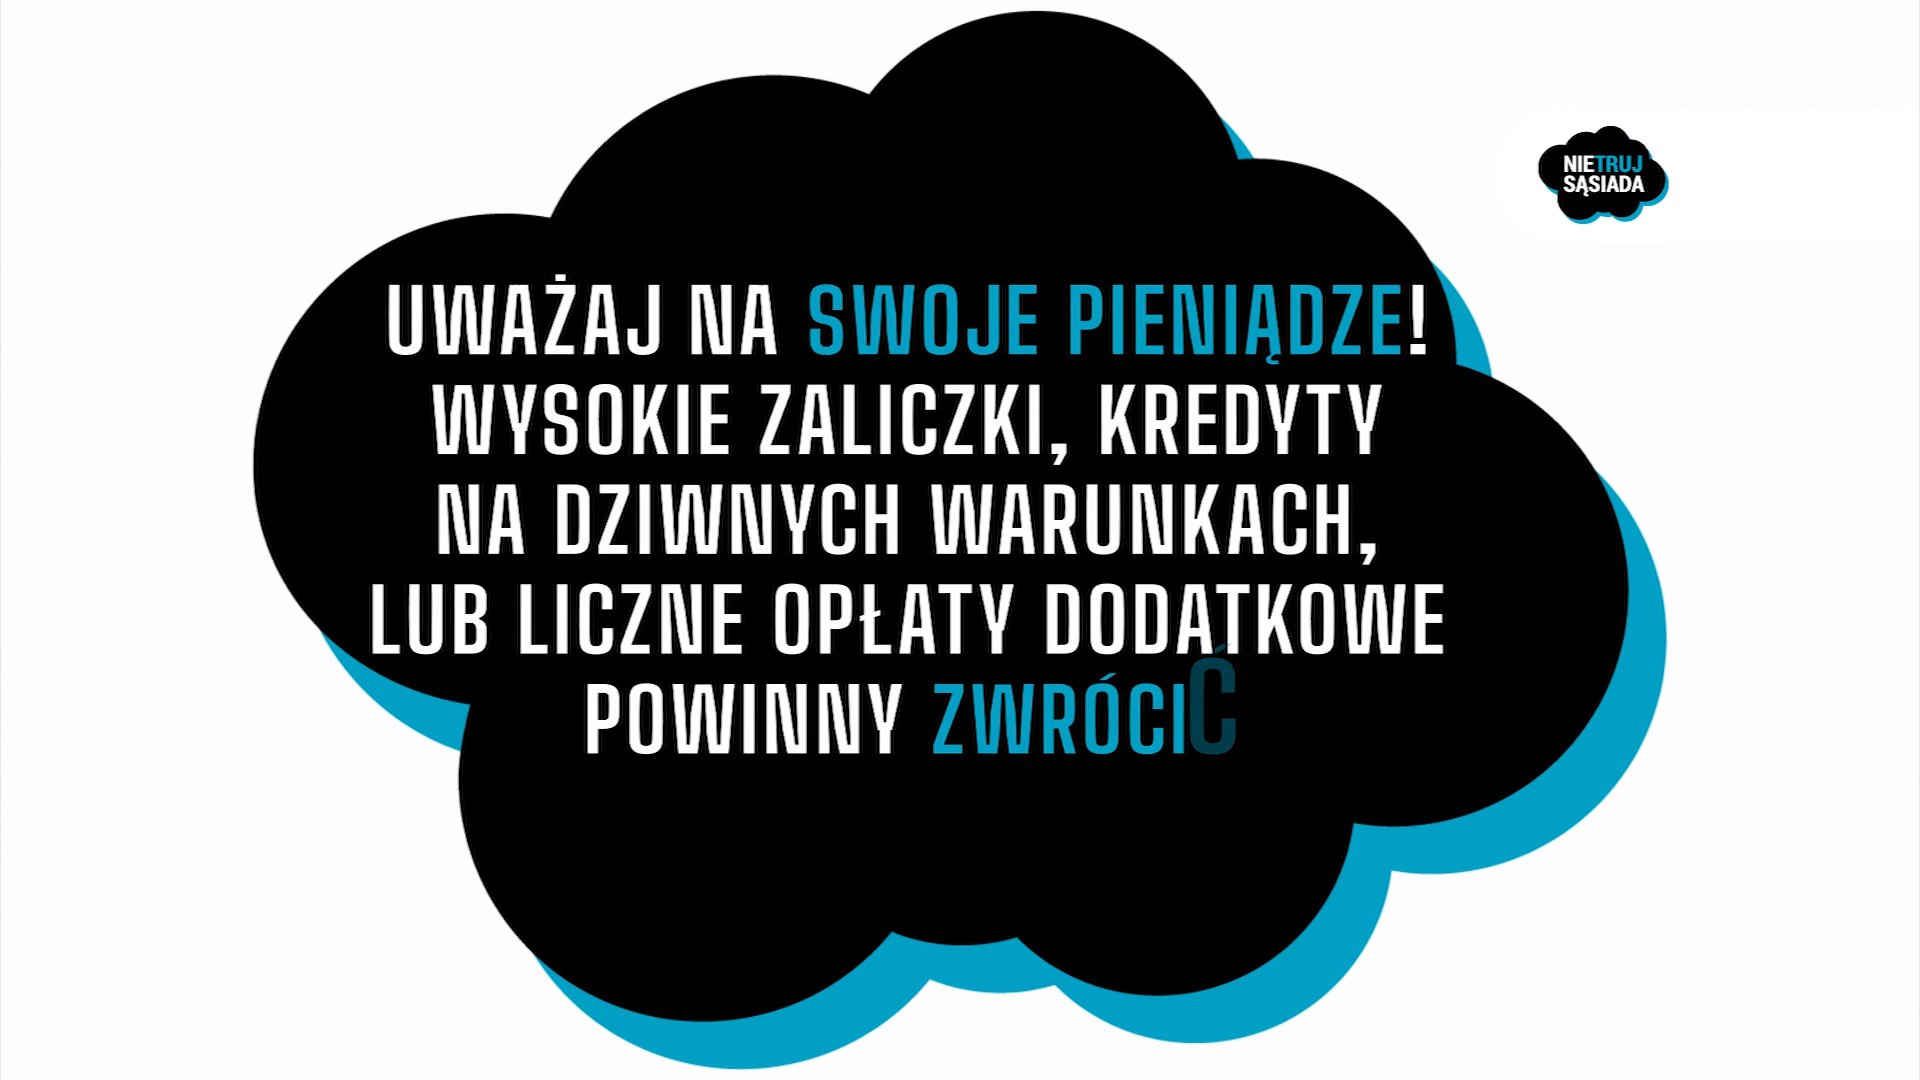 NIETRUJ
SĄSIADA
UWAŻAJ NA SWOJE PIENIĄDZE!
WYSOKIE ZALICZKI, KREDYTY
NA DZIWNYCH WARUNKACH,
LUB LICZNE OPŁATY DODATKOWE
POWINNY ZWRÓCIĆ